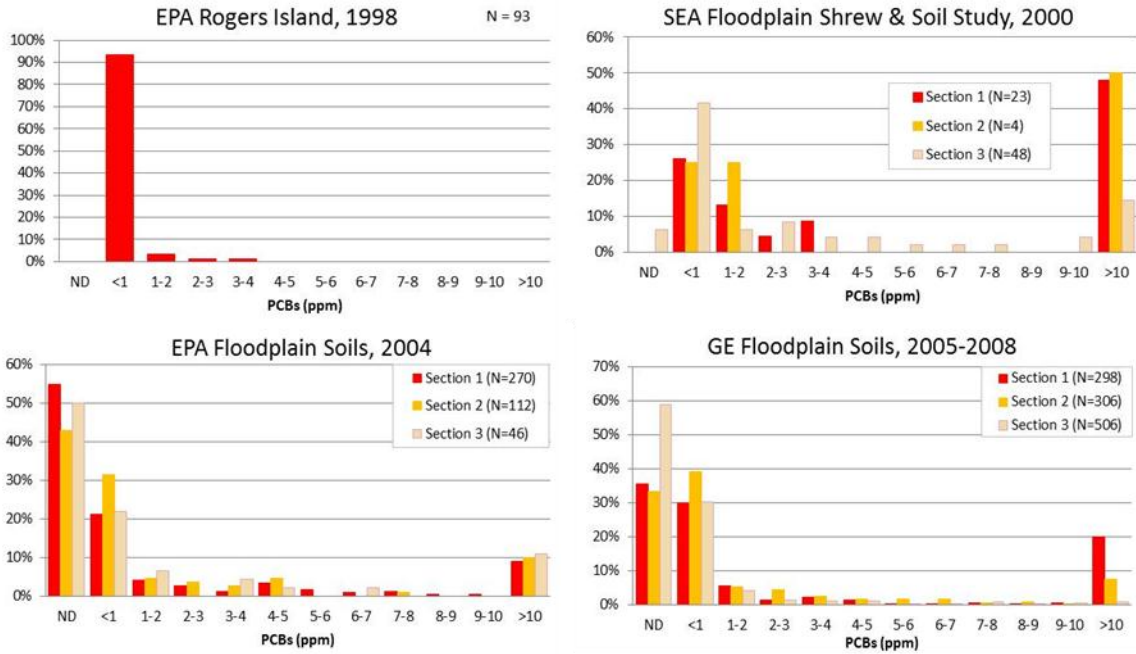 EPA Rogers Island, 1998
N = 93
100%
90%
80%
70%
60%
50%
40%
30%
20%
10%
0%
ND <1 1-2 2-3 3-4 4-5 5-6 6-7 7-8 8-9 9-10 >10
PCBs (ppm)
SEA Floodplain Shrew & Soil Study, 2000
60%
50%
40%
30%
20%
10%
0%
Section 1 (N=23)
Section 2 (N=4)
Section 3 (N=48)
ND <1 1-2 2-3 3-4 4-5 5-6 6-7 7-8 8-9 9-10 >10
PCBs (ppm)
EPA Floodplain Soils, 2004
60%
50%
40%
30%
20%
10%
0%
Section 1 (N=270)
Section 2 (N=112)
Section 3 (N=46)
ND <1 1-2 2-3 3-4 4-5 5-6 6-7 7-8 8-9 9-10 >10
PCBs (ppm)
GE Floodplain Soils, 2005-2008
70%
60%
50%
40%
30%
20%
10%
0%
Section 1 (N=298)
Section 2 (N=306)
Section 3 (N=506)
ND <1 1-2 2-3 3-4 4-5 5-6 6-7 7-8 8-9 9-10 >10
PCBs (ppm)